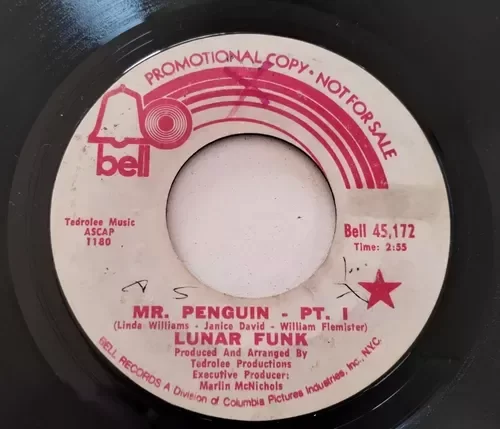 PROMOTIONAL COPY • NOT FOR SALE
bell
Tedrolee Music
ASCAP
1180
Bell 45,172
Time: 2:55
A S
MR. PENGUIN - PT. I
(Linda Williams - Janice David - William Flemister)
LUNAR FUNK
Produced And Arranged By
Tedrolee Productions
Executive Producer:
Marlin McNichols
BELL RECORDS A Division of Columbia Pictures Industries, Inc., N.Y.C.